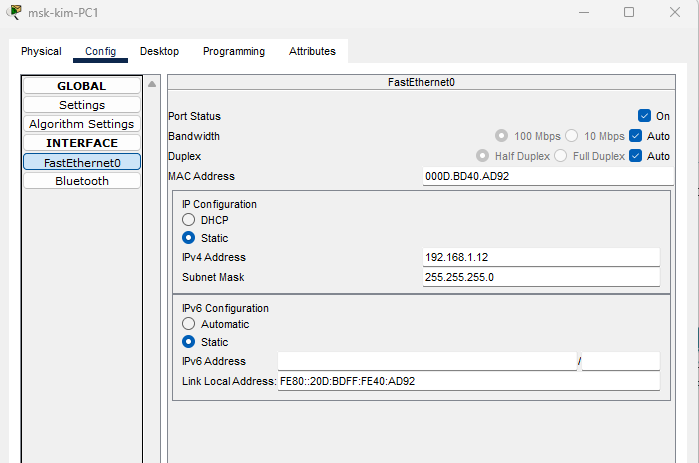 msk-kim-PC1
Physical Config Desktop Programming Attributes
GLOBAL
Settings
Algorithm Settings
INTERFACE
FastEthernet0
Bluetooth
FastEthernet0
Port Status On
Bandwidth 100 Mbps 10 Mbps Auto
Duplex Half Duplex Full Duplex Auto
MAC Address 000D.BD40.AD92
IP Configuration
DHCP
Static
IPv4 Address 192.168.1.12
Subnet Mask 255.255.255.0
IPv6 Configuration
Automatic
Static
IPv6 Address /
Link Local Address: FE80::20D:BDFF:FE40:AD92